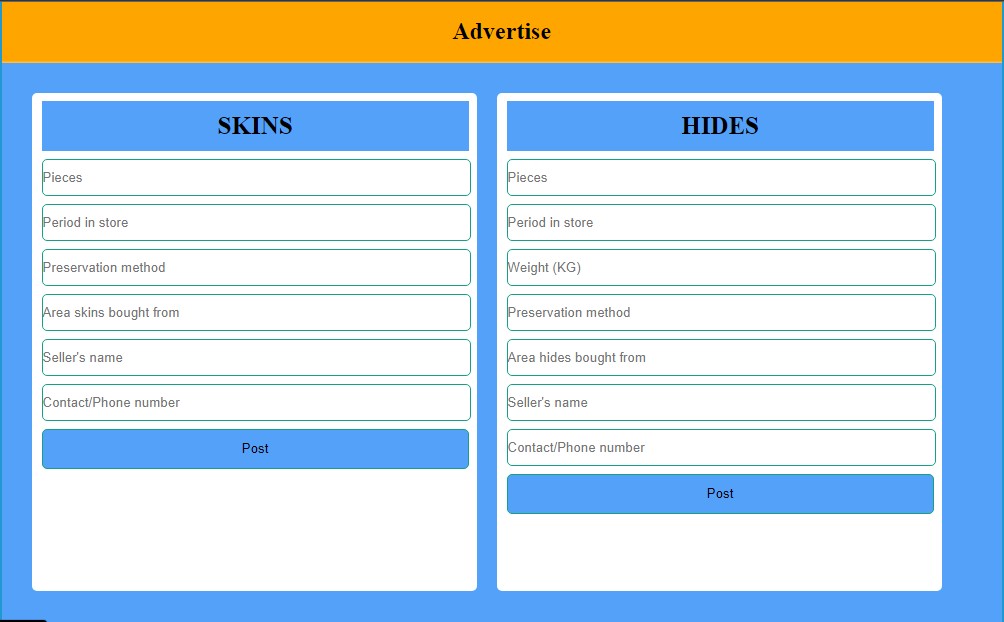 Advertise
SKINS
Pieces
Period in store
Preservation method
Area skins bought from
Seller's name
Contact/Phone number
Post
HIDES
Pieces
Period in store
Weight (KG)
Preservation method
Area hides bought from
Seller's name
Contact/Phone number
Post